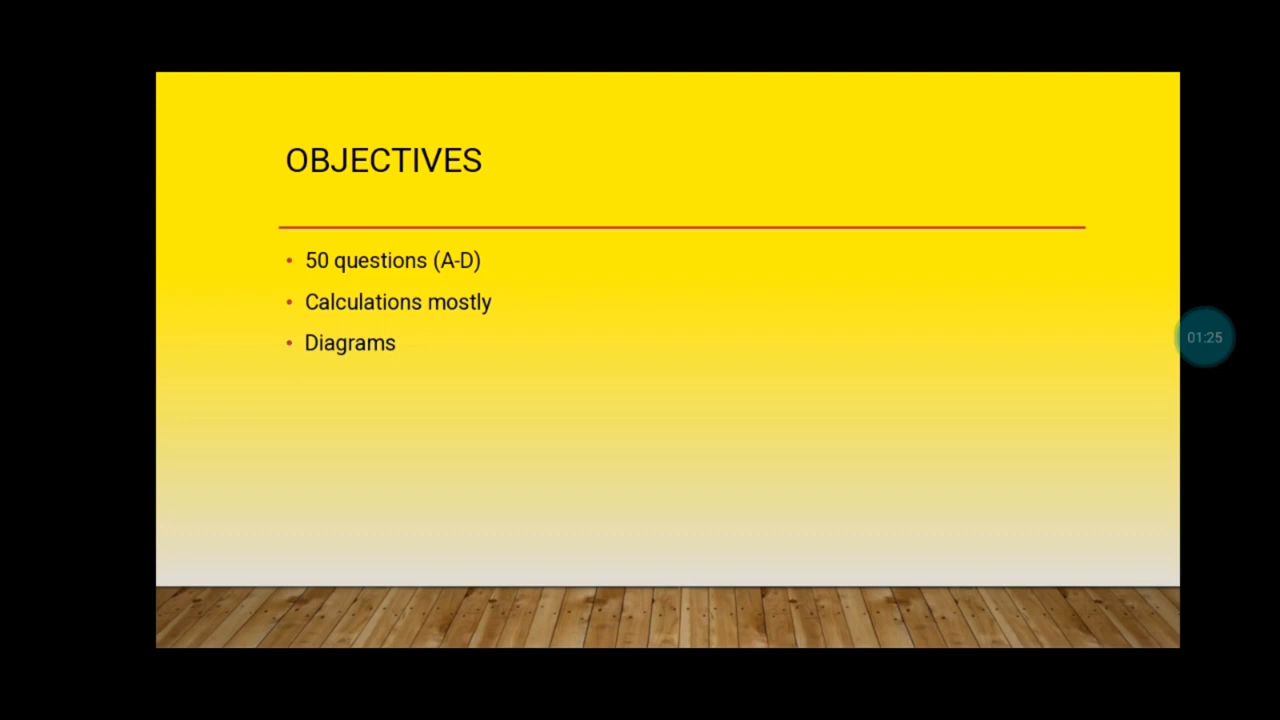 OBJECTIVES
• 50 questions (A-D)
• Calculations mostly
• Diagrams
01:25